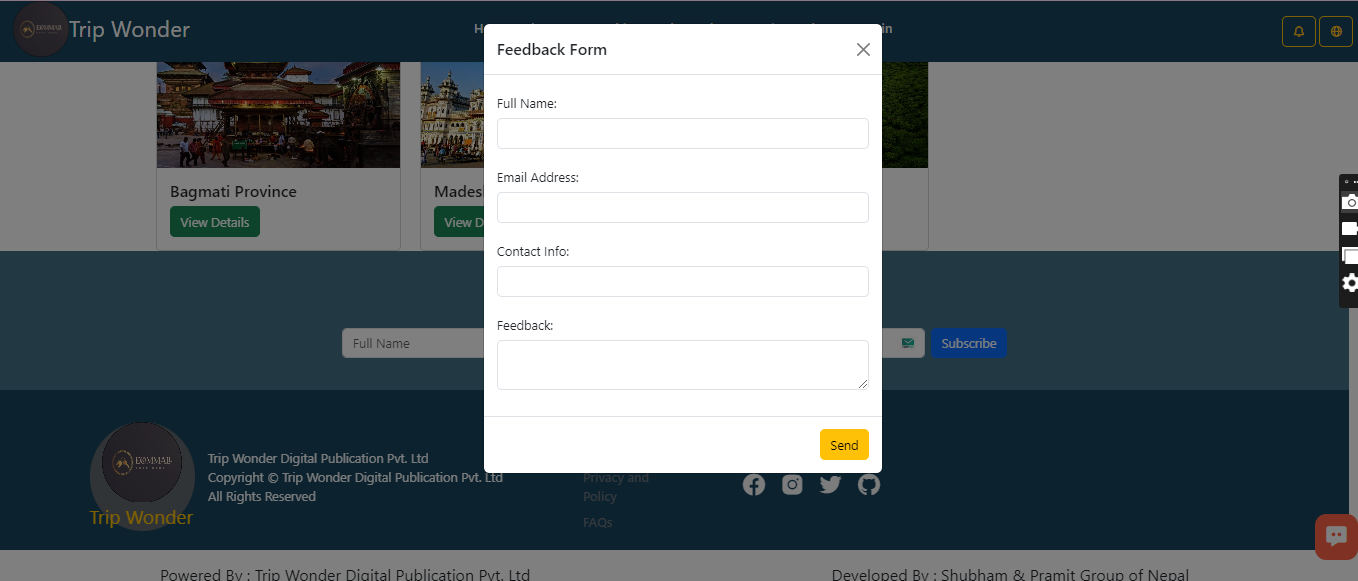 Trip Wonder
Feedback Form
Full Name:
Email Address:
Contact Info:
Feedback:
Send
Bagmati Province
View Details
Full Name
Subscribe
Trip Wonder
Trip Wonder Digital Publication Pvt. Ltd
Copyright © Trip Wonder Digital Publication Pvt. Ltd
All Rights Reserved
Privacy and
Policy
FAQs
Powered By : Trip Wonder Digital Publication Pvt. Ltd
Developed By : Shubham & Pramit Group of Nepal